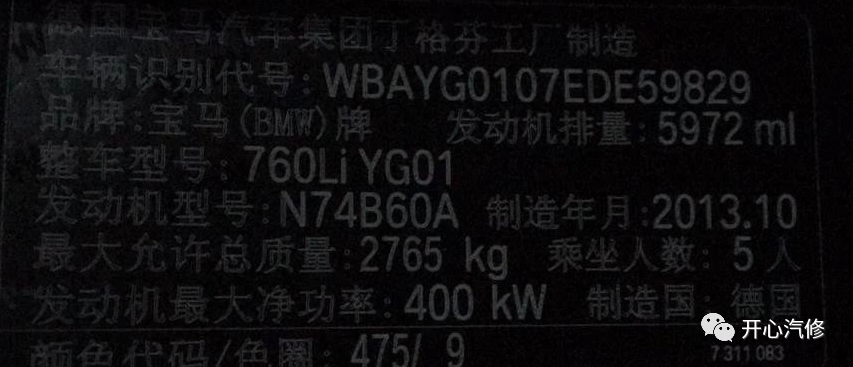 德国宝马汽车集团丁格芬工厂制造
车辆识别代号:WBAYG0107EDE59829
品牌:宝马(BMW)牌 发动机排量:5972 ml
整车型号:760Li YG01
发动机型号:N74B60A 制造年月:2013.10
最大允许总质量:2765 kg 乘坐人数:5人
发动机最大净功率:400 kW 制造国:德国
颜色代码/色圈:475/ 9
7 311 083
开心汽修